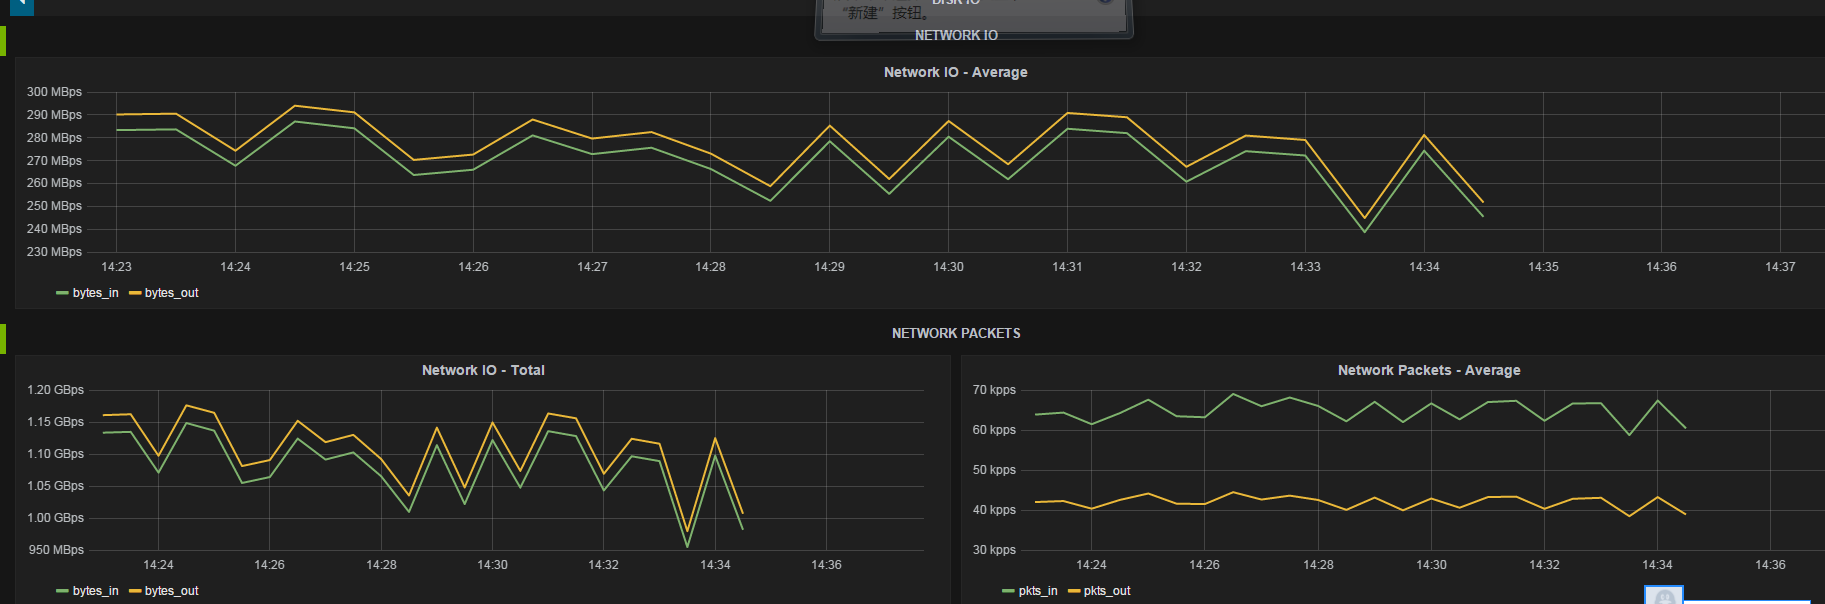 DISK IO
“新建”按钮。
NETWORK IO
Network IO - Average
300 MBps
290 MBps
280 MBps
270 MBps
260 MBps
250 MBps
240 MBps
230 MBps
14:23 14:24 14:25 14:26 14:27 14:28 14:29 14:30 14:31 14:32 14:33 14:34 14:35 14:36 14:37
bytes_in bytes_out
NETWORK PACKETS
Network IO - Total
1.20 GBps
1.15 GBps
1.10 GBps
1.05 GBps
1.00 GBps
950 MBps
14:24 14:26 14:28 14:30 14:32 14:34 14:36
bytes_in bytes_out
Network Packets - Average
70 kpps
60 kpps
50 kpps
40 kpps
30 kpps
14:24 14:26 14:28 14:30 14:32 14:34 14:36
pkts_in pkts_out